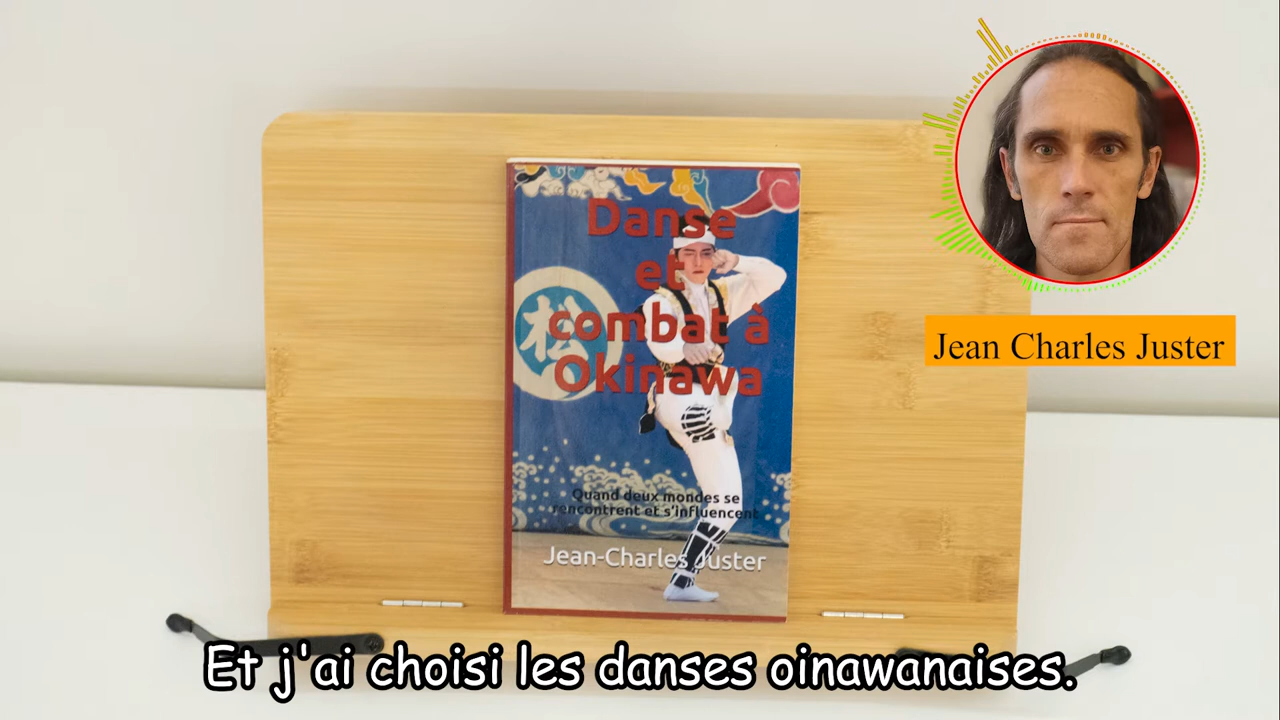 Danse
et
combat à
Okinawa
松
Quand deux mondes se
rencontrent et s'influencent
Jean-Charles Juster
Jean Charles Juster
Et j'ai choisi les danses oinawanaises.